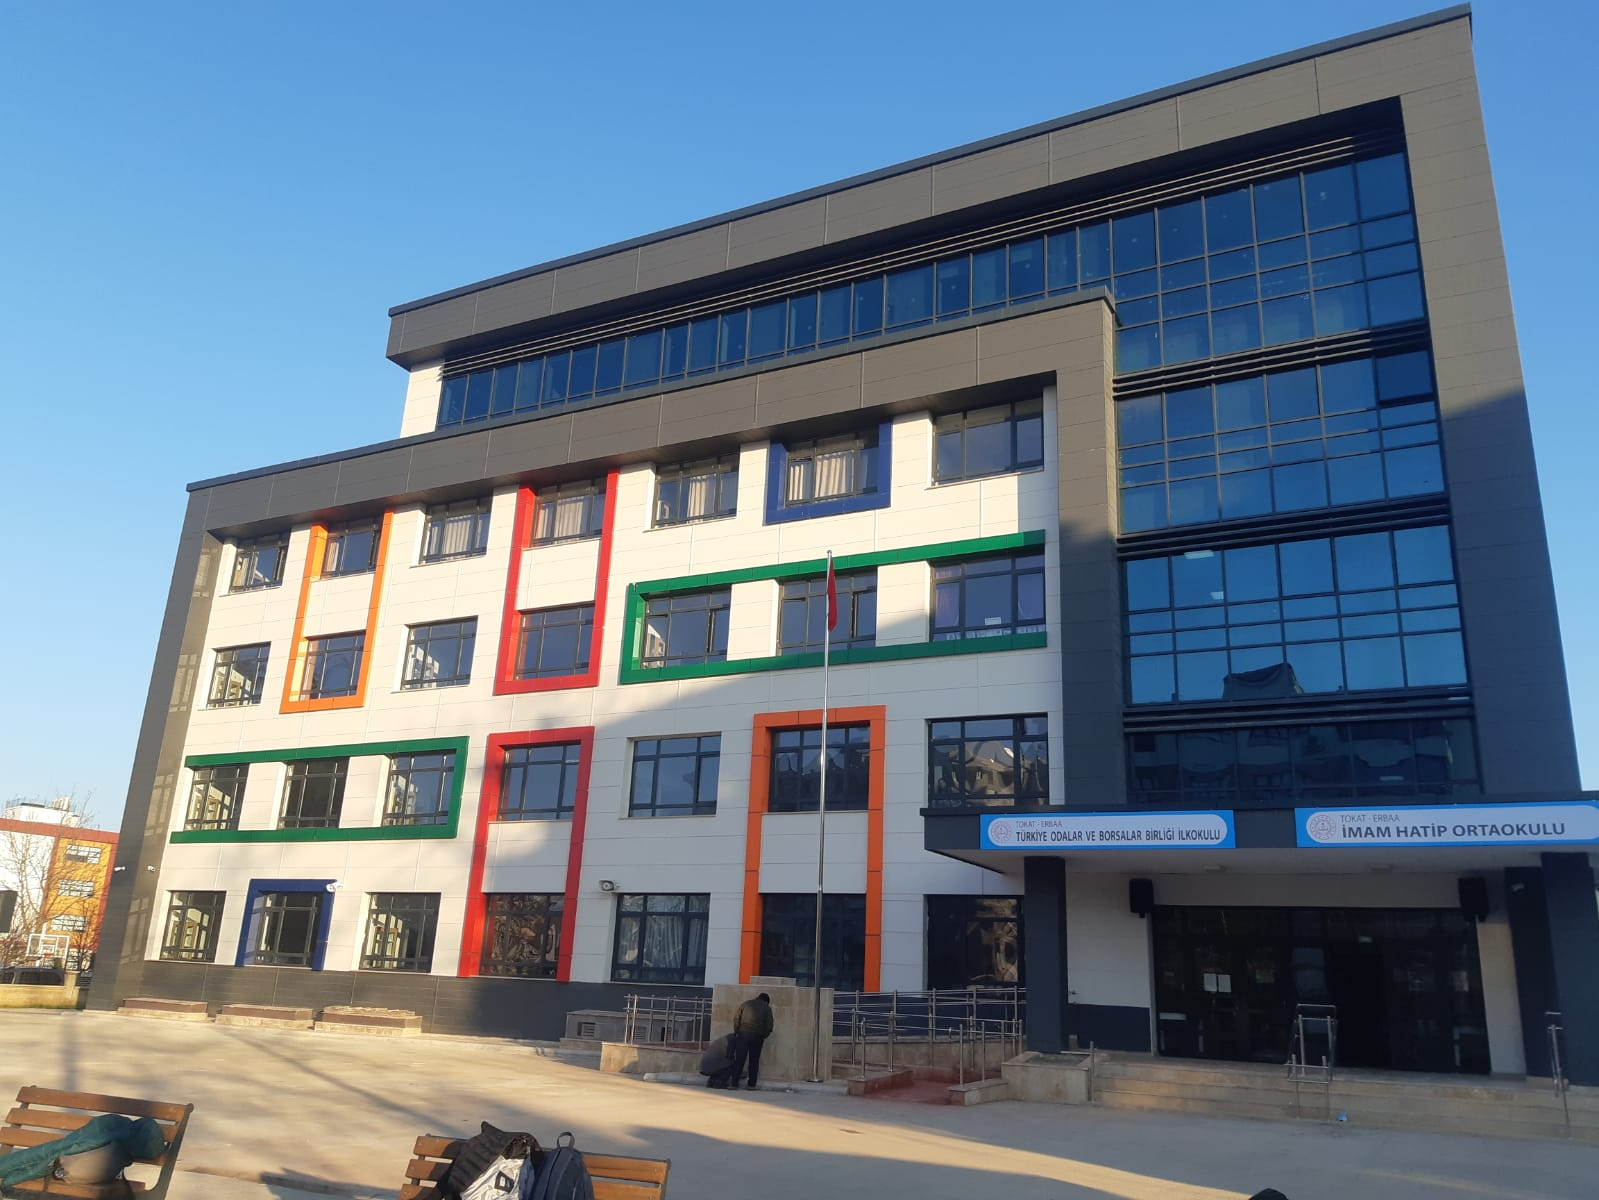 TOKAT - ERBAA
TÜRKİYE ODALAR VE BORSALAR BİRLİĞİ İLKOKULU
TOKAT - ERBAA
İMAM HATİP ORTAOKULU